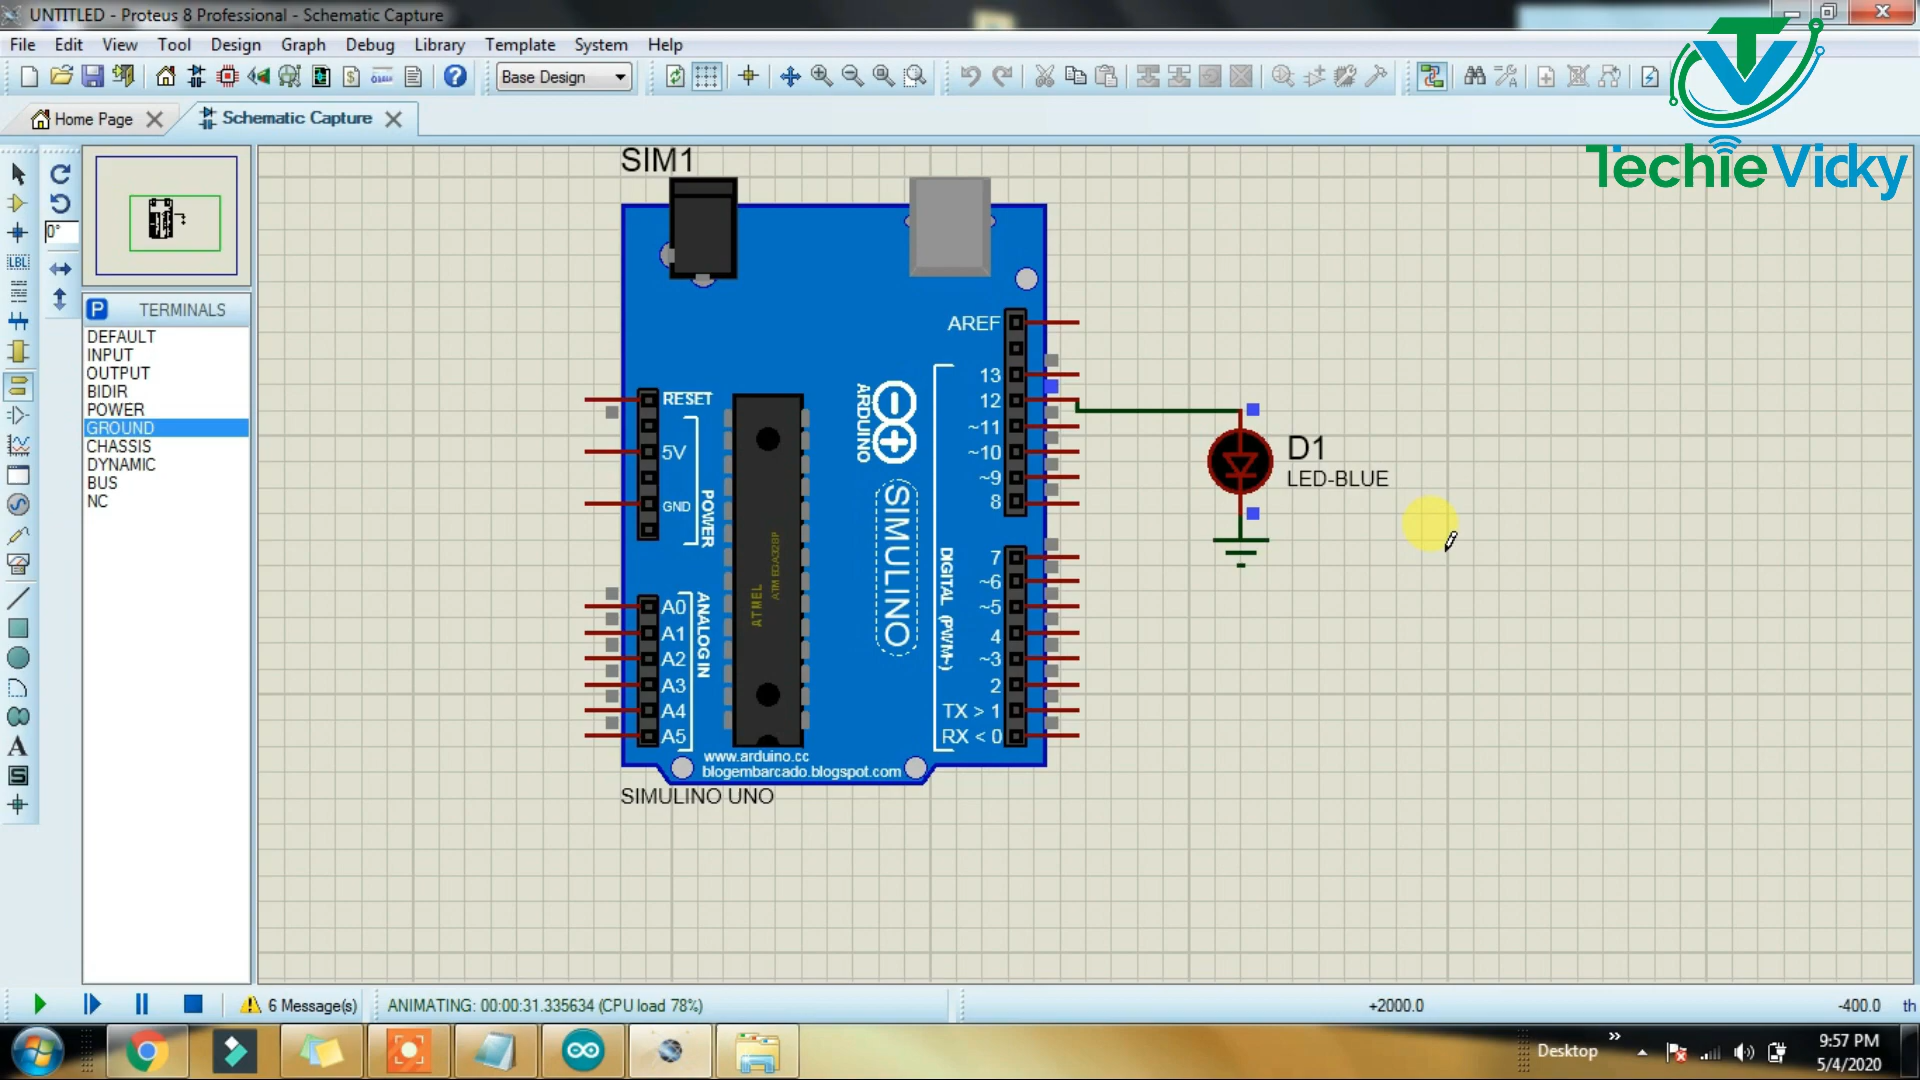 UNTITLED - Proteus 8 Professional - Schematic Capture
File Edit View Tool Design Graph Debug Library Template System Help
Base Design
Home Page
Schematic Capture
TechieVicky
0°
LBL
P TERMINALS
DEFAULT
INPUT
OUTPUT
BIDIR
POWER
GROUND
CHASSIS
DYNAMIC
BUS
NC
A
S
SIM1
AREF
13
12
~11
~10
~9
8
7
~6
~5
4
~3
2
TX > 1
RX < 0
DIGITAL (PWM~)
ARDUINO
SIMULINO
RESET
5V
GND
POWER
A0
A1
A2
A3
A4
A5
ANALOG IN
ATMEL
ATMEGA328P
www.arduino.cc
blogembarcado.blogspot.com
SIMULINO UNO
D1
LED-BLUE
6 Message(s)
ANIMATING: 00:00:31.335634 (CPU load 78%)
+2000.0
-400.0
th
Desktop
9:57 PM
5/4/2020